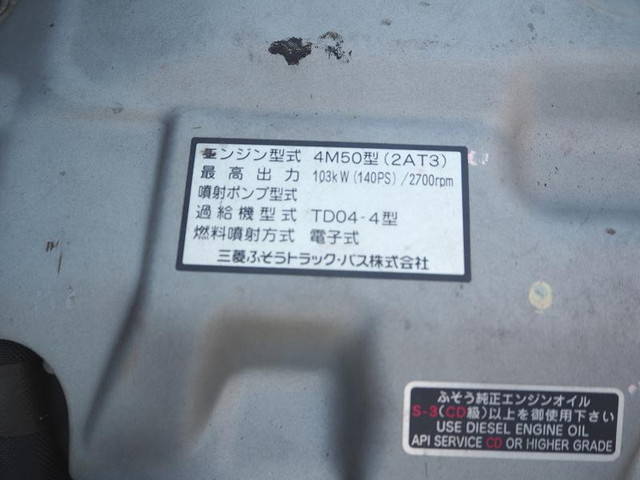 エンジン型式 4M50型(2AT3)
最高出力 103kW(140PS)/2700rpm
噴射ポンプ型式
過給機型式 TD04-4型
燃料噴射方式 電子式
三菱ふそうトラック・バス株式会社
ふそう純正エンジンオイル
S-3(CD級)以上を御使用下さい
USE DIESEL ENGINE OIL
API SERVICE CD OR HIGHER GRADE